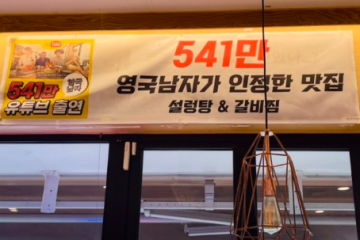 541만
영국남자가 인정한 맛집
설렁탕 & 갈비찜
541만
유튜브 출연